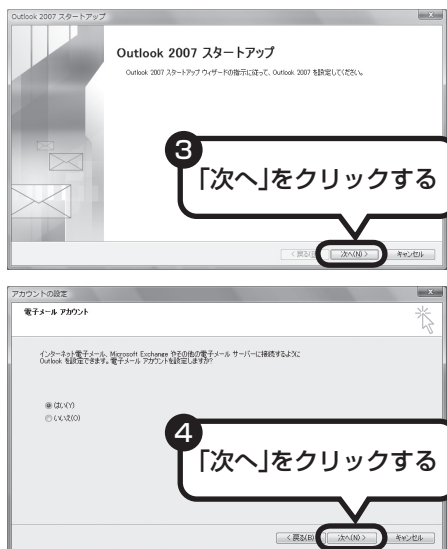 Outlook 2007 スタートアップ
Outlook 2007 スタートアップ
Outlook 2007 スタートアップ ウィザードの指示に従って、Outlook 2007 を設定してください。
3
「次へ」をクリックする
< 戻る(B) 次へ(N) > キャンセル
アカウントの設定
電子メール アカウント
インターネット電子メール、Microsoft Exchange やその他の電子メール サーバーに接続するように
Outlook を設定できます。電子メール アカウントを設定しますか?
はい(Y)
いいえ(O)
4
「次へ」をクリックする
< 戻る(B) 次へ(N) > キャンセル